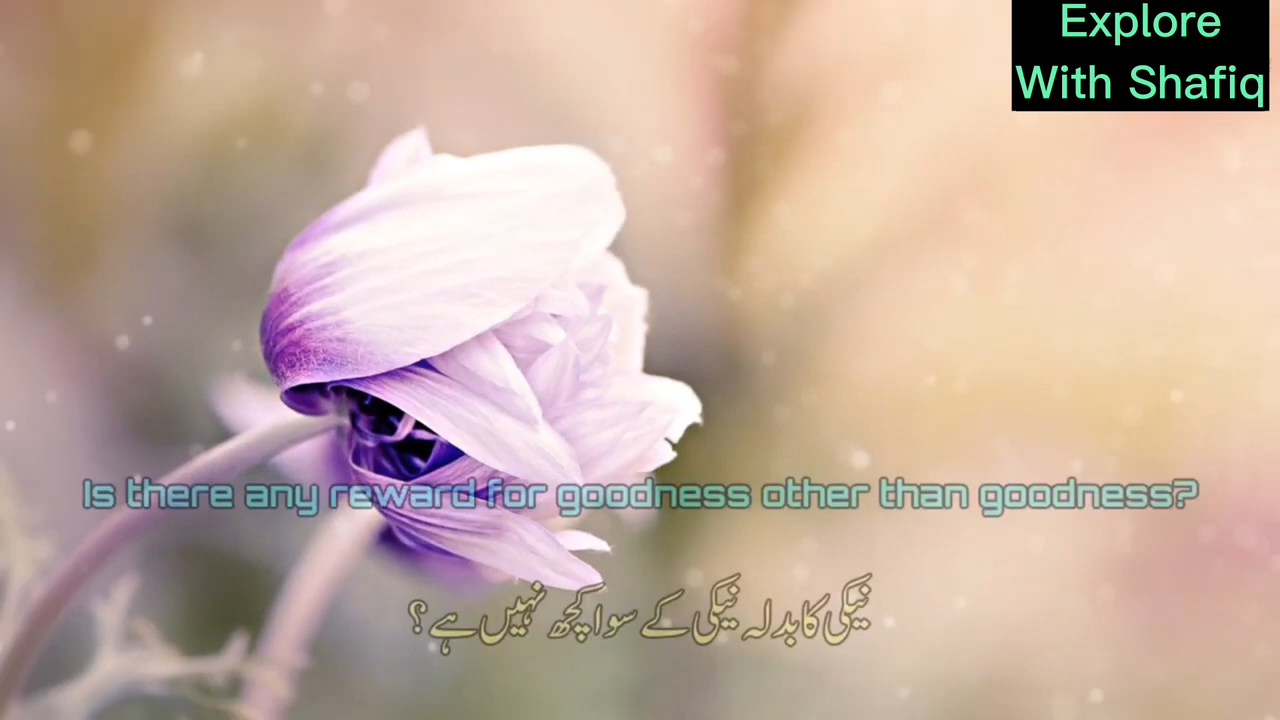 Explore
With Shafiq
Is there any reward for goodness other than goodness?
نیکی کا بدلہ نیکی کے سوا کچھ نہیں ہے؟